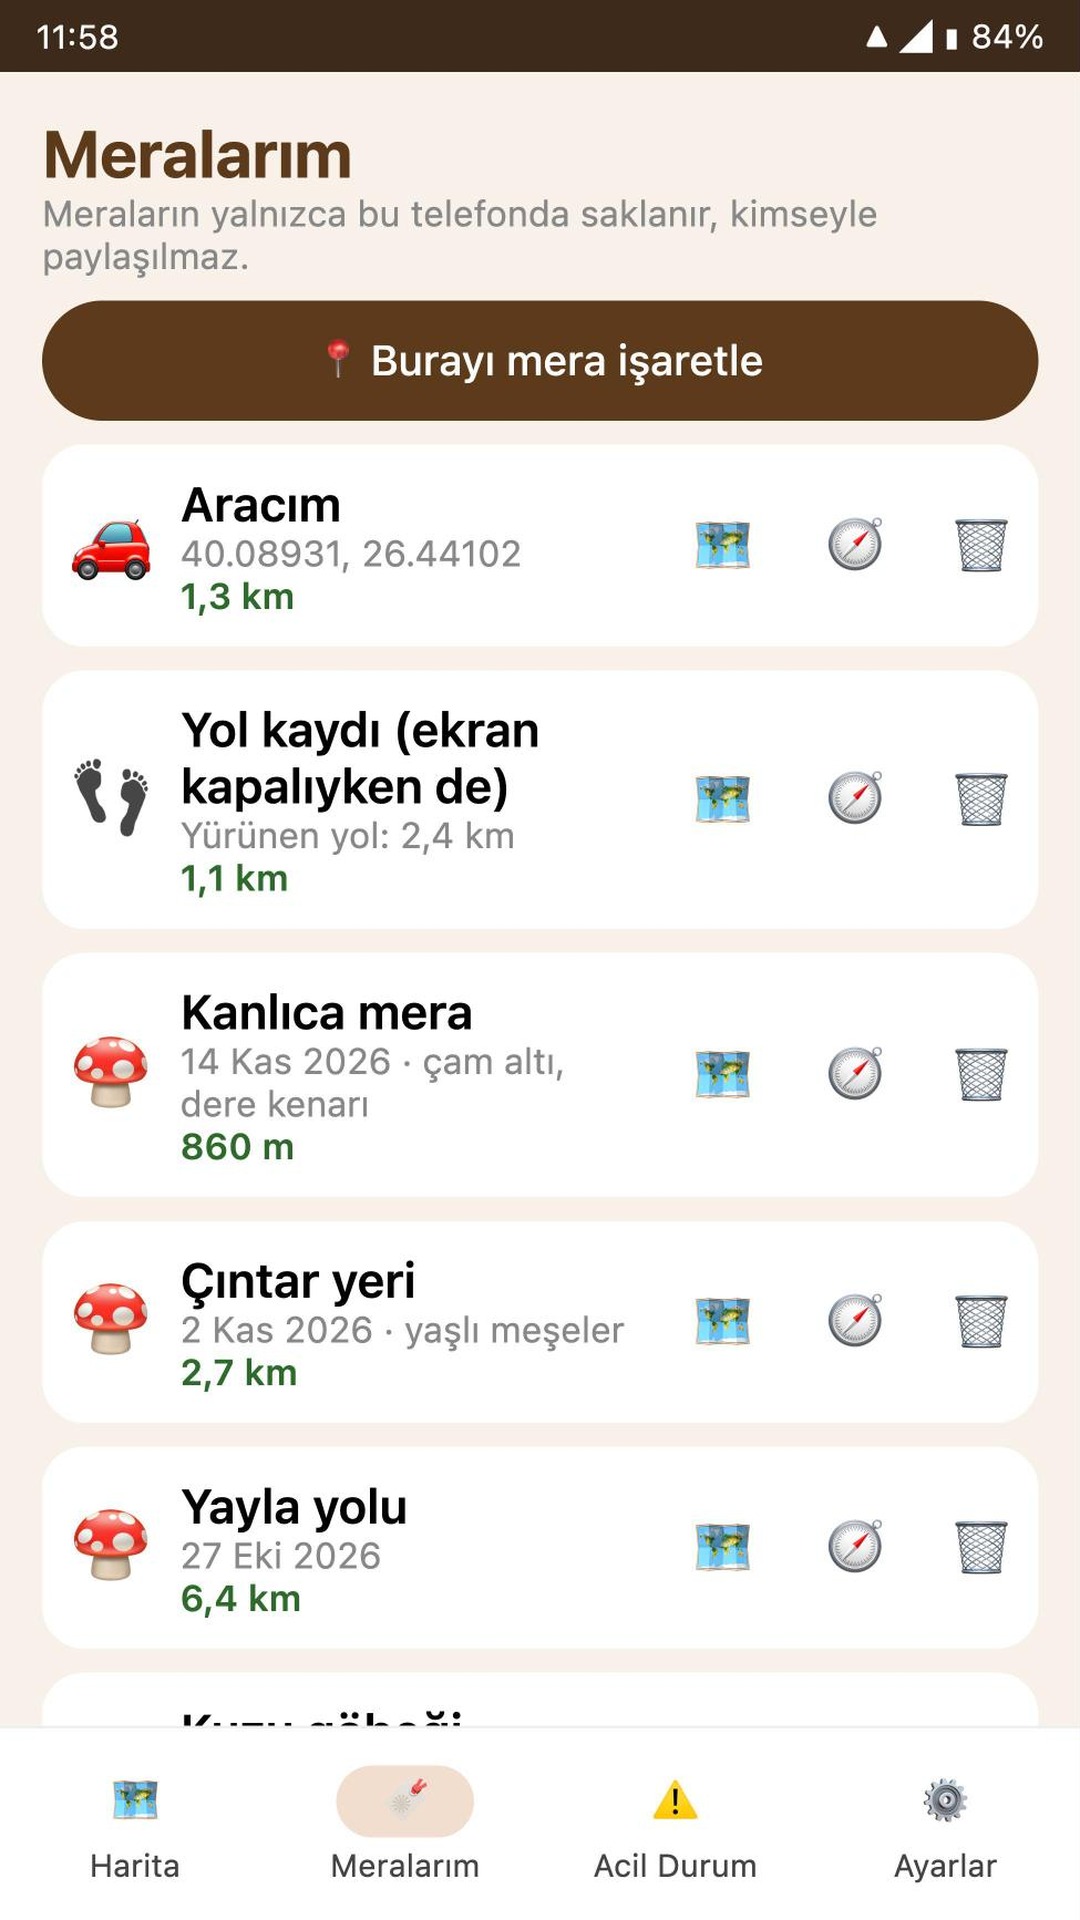 11:58
84%
Meralarım
Meraların yalnızca bu telefonda saklanır, kimseyle
paylaşılmaz.
Burayı mera işaretle
Aracım
40.08931, 26.44102
1,3 km
Yol kaydı (ekran
kapalıyken de)
Yürünen yol: 2,4 km
1,1 km
Kanlıca mera
14 Kas 2026 · çam altı,
dere kenarı
860 m
Çıntar yeri
2 Kas 2026 · yaşlı meşeler
2,7 km
Yayla yolu
27 Eki 2026
6,4 km
Kuzu göbeği
Harita
Meralarım
Acil Durum
Ayarlar